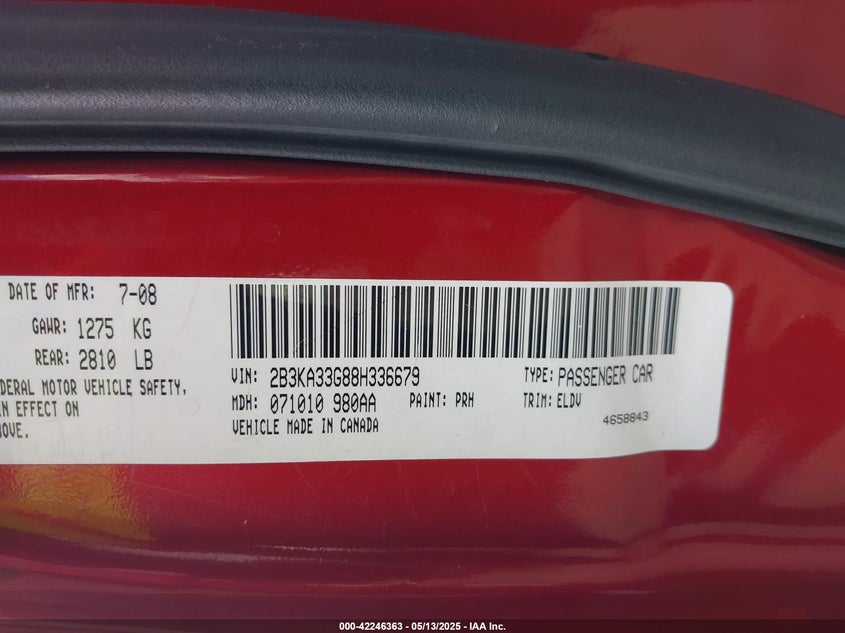 DATE OF MFR: 7-08
GAWR: 1275 KG
REAR: 2810 LB
DERAL MOTOR VEHICLE SAFETY,
IN EFFECT ON
BOVE.
VIN: 2B3KA33G88H336679 TYPE: PASSENGER CAR
MDH: 071010 980AA PAINT: PRH TRIM: ELDV
VEHICLE MADE IN CANADA
4658843
000-42246363 — 05/13/2025 — IAA Inc.